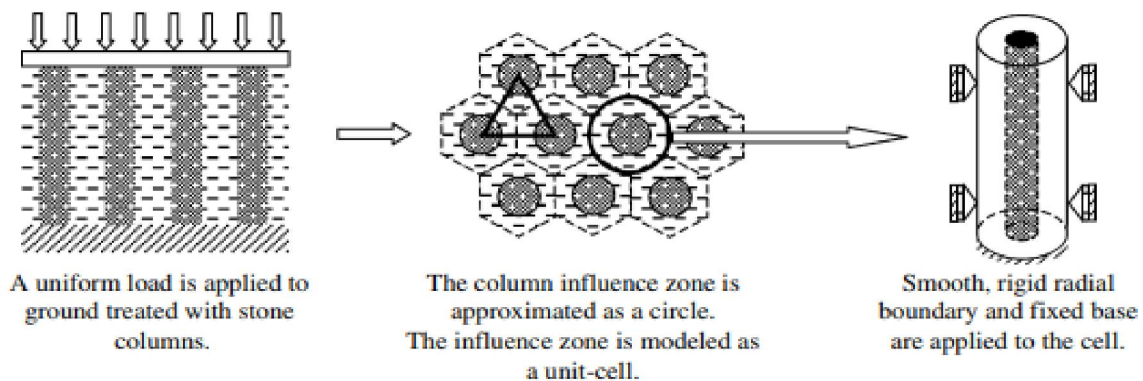 A uniform load is applied to
ground treated with stone
columns.
The column influence zone is
approximated as a circle.
The influence zone is modeled as
a unit-cell.
Smooth, rigid radial
boundary and fixed base
are applied to the cell.